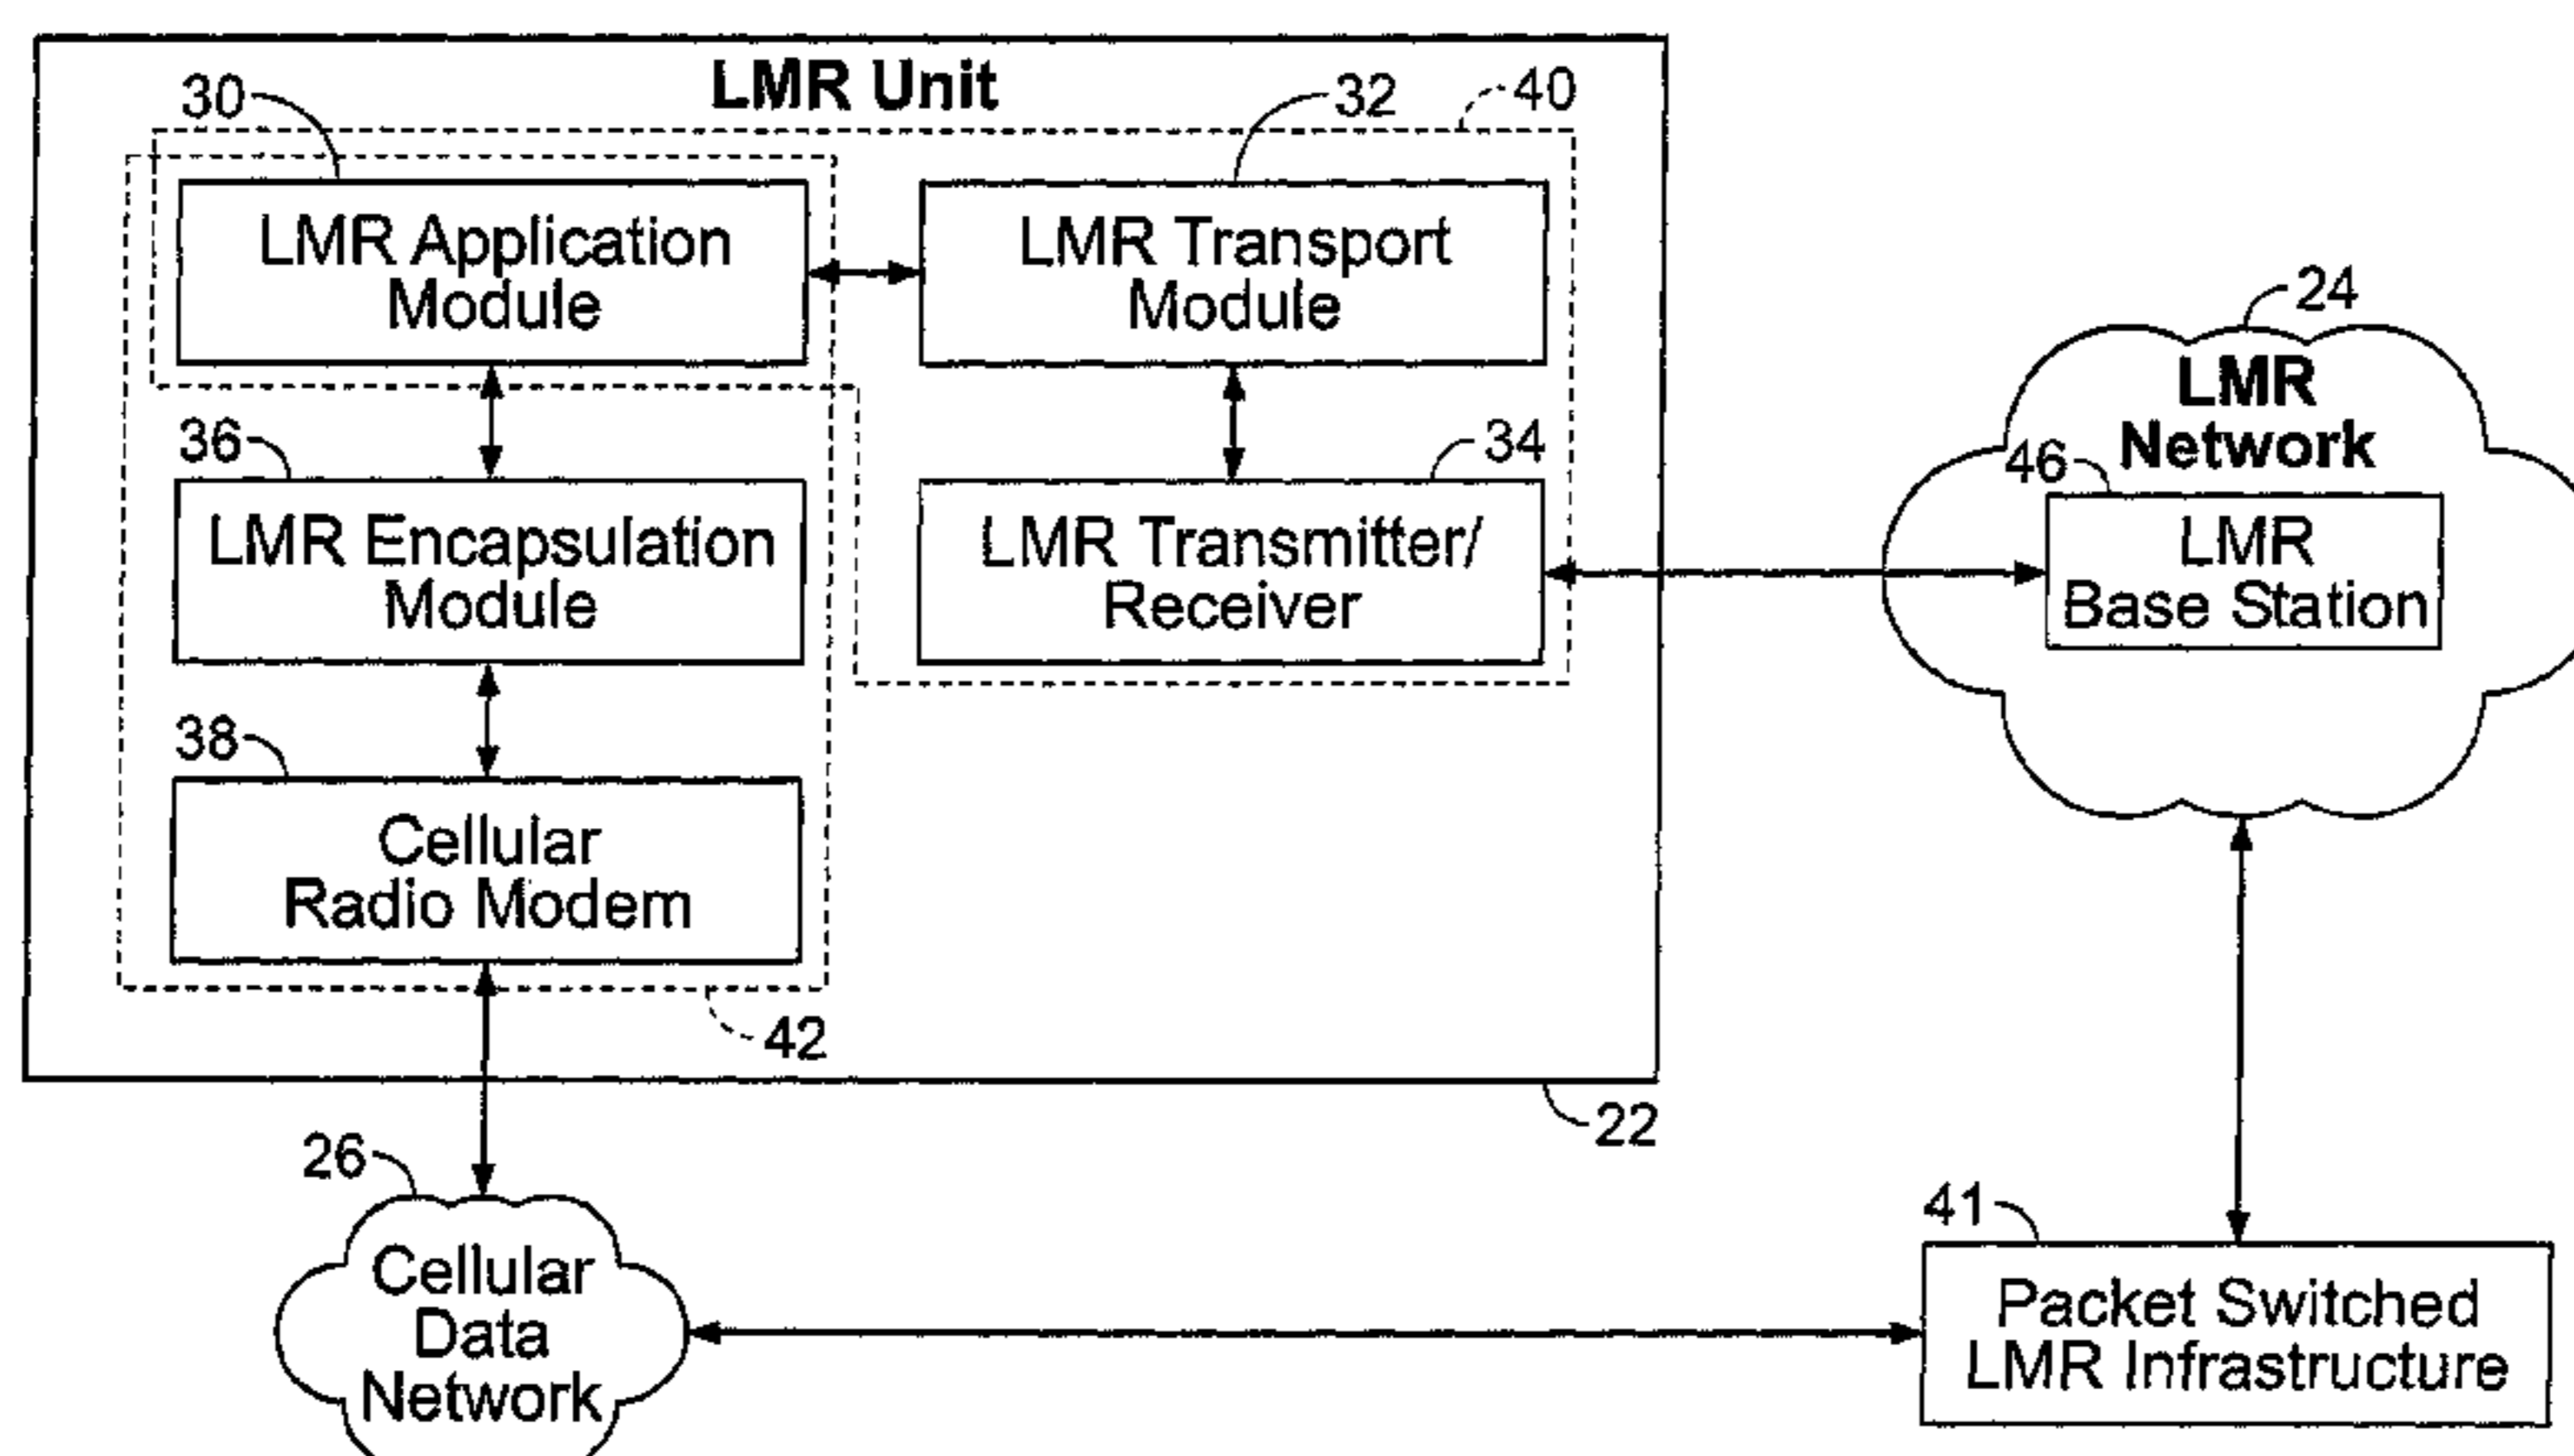 LMR Unit
30
32
40
LMR Application
Module
LMR Transport
Module
24
LMR
Network
36
34
46
LMR Encapsulation
Module
LMR Transmitter/
Receiver
LMR
Base Station
38
Cellular
Radio Modem
42
22
26
41
Cellular
Data
Network
Packet Switched
LMR Infrastructure